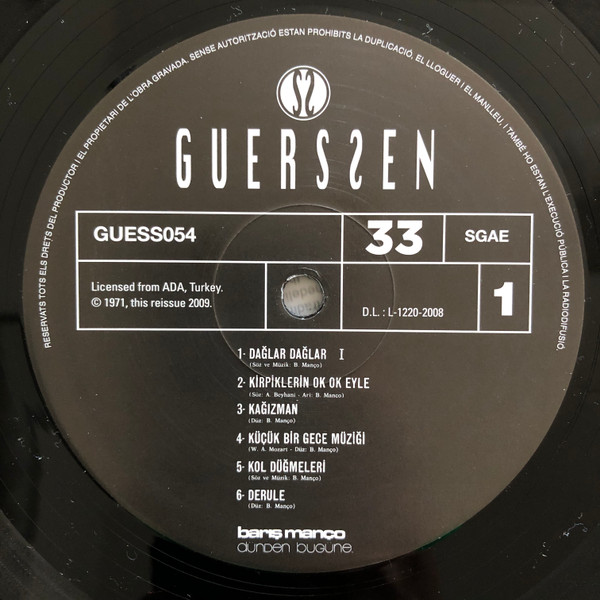 RESERVATS TOTS ELS DRETS DEL PRODUCTOR I EL PROPIETARI DE L'OBRA GRAVADA. SENSE AUTORITZACIÓ ESTAN PROHIBITS LA DUPLICACIÓ, EL LLOGUER I EL MANLLEU, I TAMBÉ HO ESTAN L'EXECUCIÓ PÚBLICA I LA RADIODIFUSIÓ.
GUERSSEN
GUESS054
33
SGAE
Licensed from ADA, Turkey.
© 1971, this reissue 2009.
D.L. : L-1220-2008
1
1- DAĞLAR DAĞLAR I
(Söz ve Müzik: B. Manço)
2- KİRPİKLERİN OK OK EYLE
(Söz: A. Beyhani - Ari: B. Manço)
3- KAĞIZMAN
(Düz: B. Manço)
4- KÜÇÜK BİR GECE MÜZİĞİ
(W. A. Mozart - Düz: B. Manço)
5- KOL DÜĞMELERİ
(Söz ve Müzik: B. Manço)
6- DERULE
(Düz: B. Manço)
barış manço
dünden bugüne.